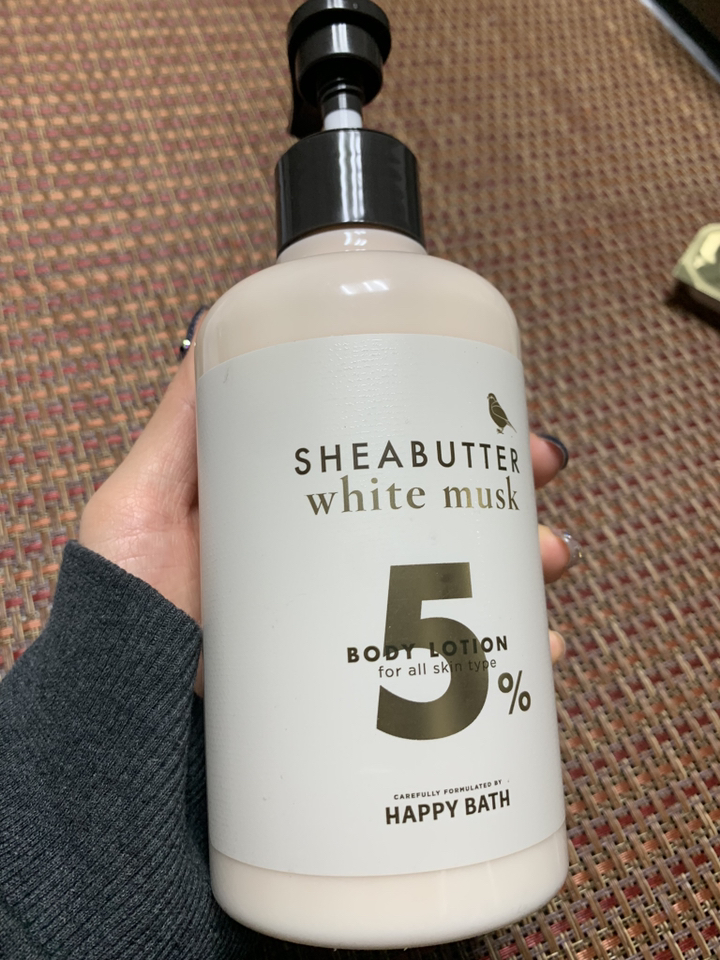 SHEABUTTER
white musk
5%
BODY LOTION
for all skin type
CAREFULLY FORMULATED BY
HAPPY BATH